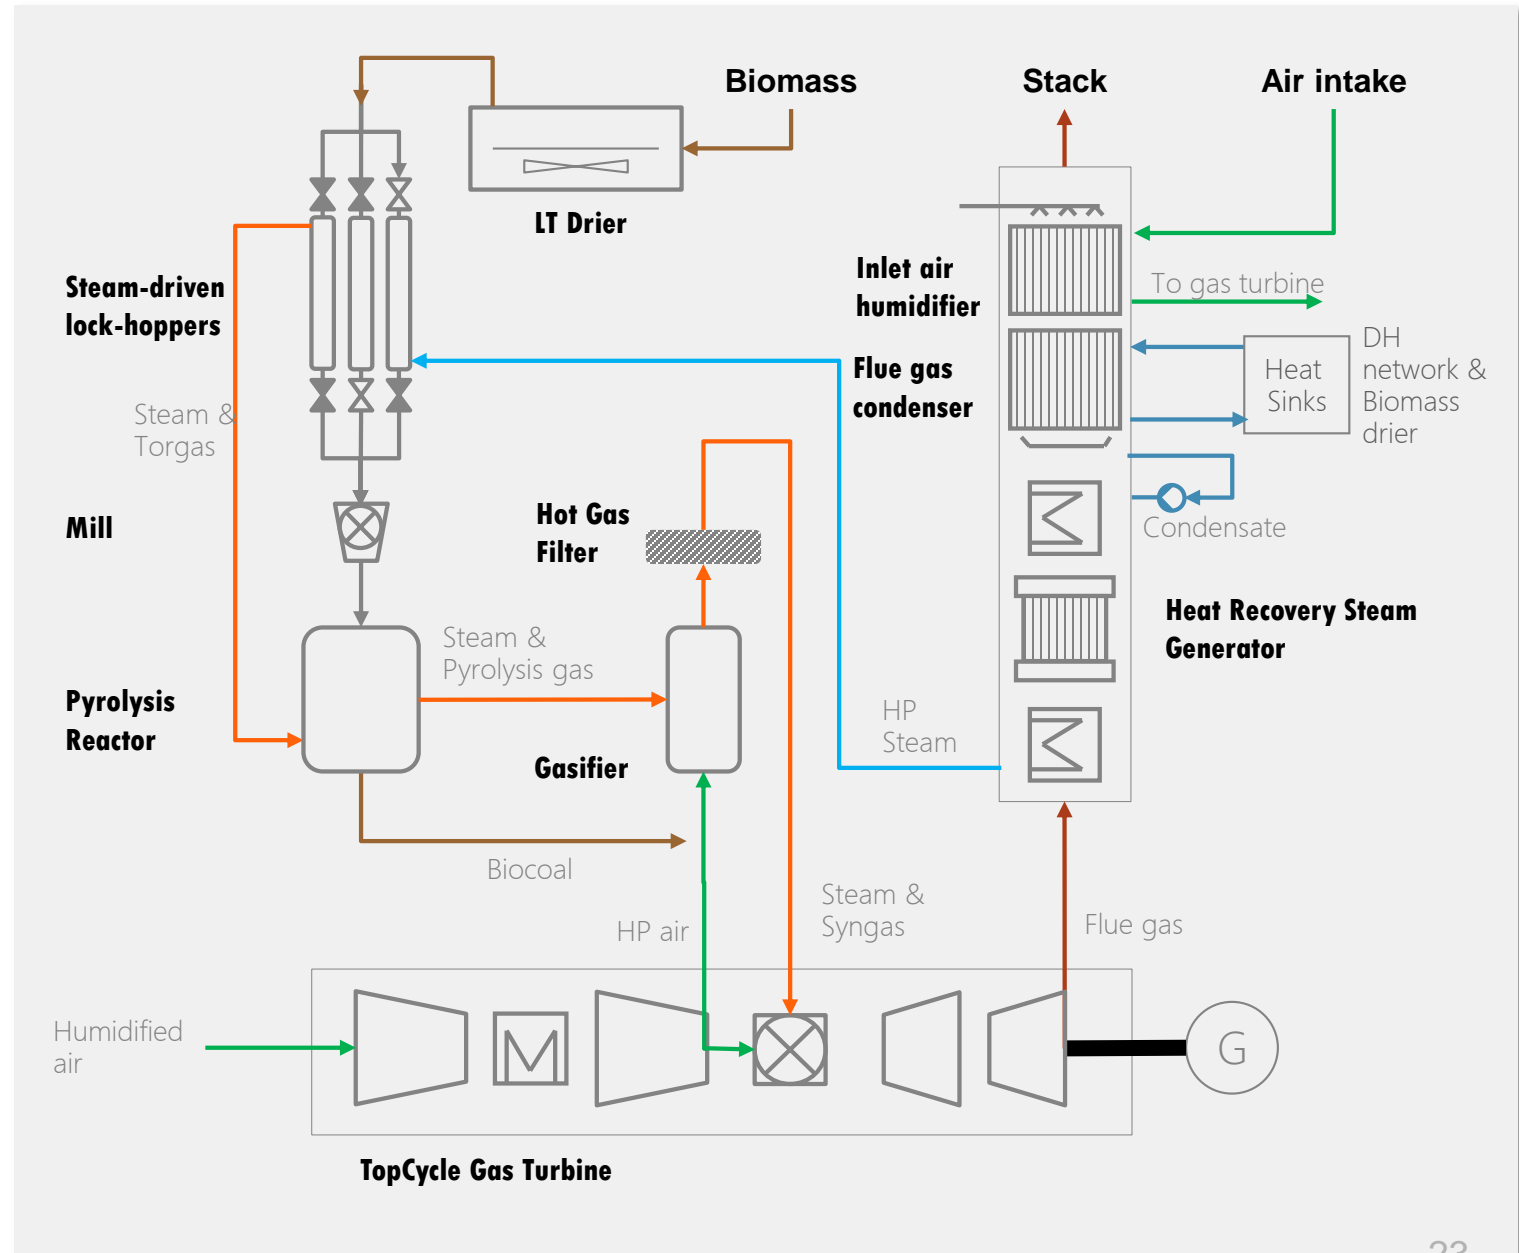 Biomass
Stack
Air intake
LT Drier
Steam-driven
lock-hoppers
Inlet air
humidifier
To gas turbine
Flue gas
condenser
Heat
Sinks
DH
network &
Biomass
drier
Steam &
Torgas
Mill
Hot Gas
Filter
Condensate
Heat Recovery Steam
Generator
Steam &
Pyrolysis gas
Pyrolysis
Reactor
Gasifier
HP
Steam
Biocoal
HP air
Steam &
Syngas
Flue gas
Humidified
air
G
TopCycle Gas Turbine